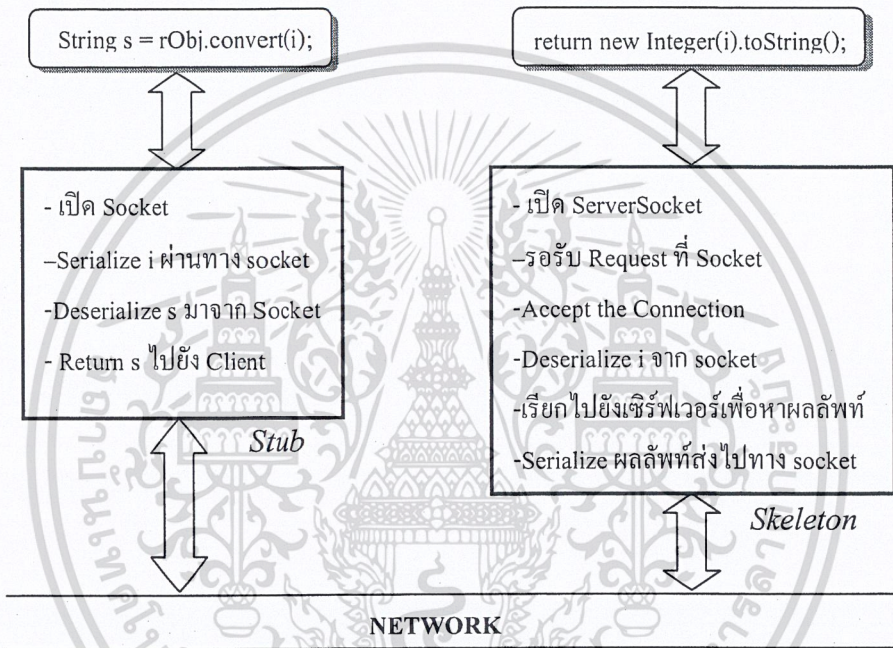 String s = rObj.convert(i);
return new Integer(i).toString();
- เปิด Socket
–Serialize i ผ่านทาง socket
-Deserialize s มาจาก Socket
- Return s ไปยัง Client
Stub
- เปิด ServerSocket
–รอรับ Request ที่ Socket
-Accept the Connection
-Deserialize i จาก socket
-เรียกไปยังเซิร์ฟเวอร์เพื่อหาผลลัพท์
-Serialize ผลลัพท์ส่งไปทาง socket
Skeleton
NETWORK